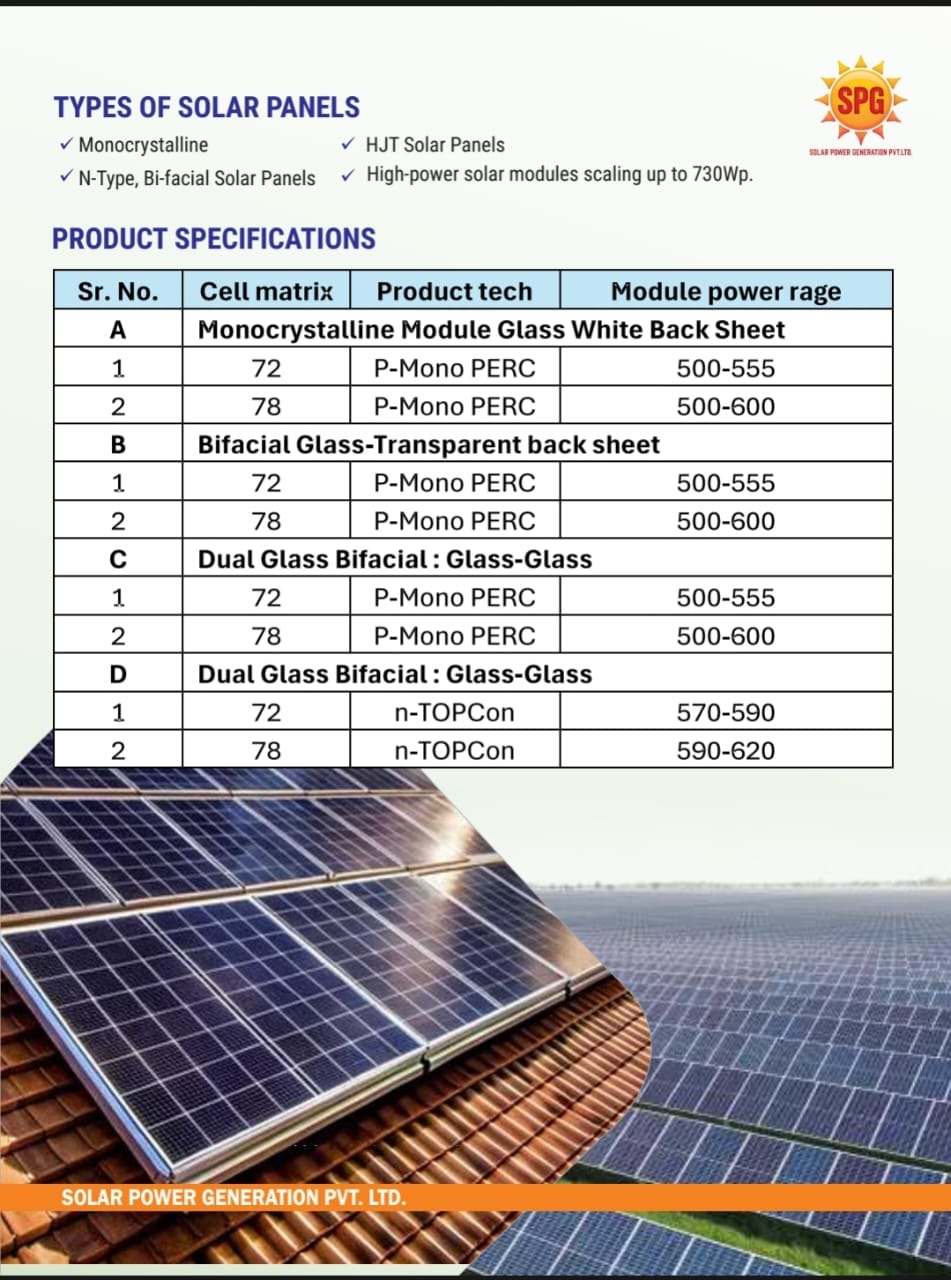 SPG
SOLAR POWER GENERATION PVT.LTD.
TYPES OF SOLAR PANELS
✓ Monocrystalline ✓ HJT Solar Panels
✓ N-Type, Bi-facial Solar Panels ✓ High-power solar modules scaling up to 730Wp.
PRODUCT SPECIFICATIONS
Sr. No. Cell matrix Product tech Module power rage
A Monocrystalline Module Glass White Back Sheet
1 72 P-Mono PERC 500-555
2 78 P-Mono PERC 500-600
B Bifacial Glass-Transparent back sheet
1 72 P-Mono PERC 500-555
2 78 P-Mono PERC 500-600
C Dual Glass Bifacial : Glass-Glass
1 72 P-Mono PERC 500-555
2 78 P-Mono PERC 500-600
D Dual Glass Bifacial : Glass-Glass
1 72 n-TOPCon 570-590
2 78 n-TOPCon 590-620
SOLAR POWER GENERATION PVT. LTD.